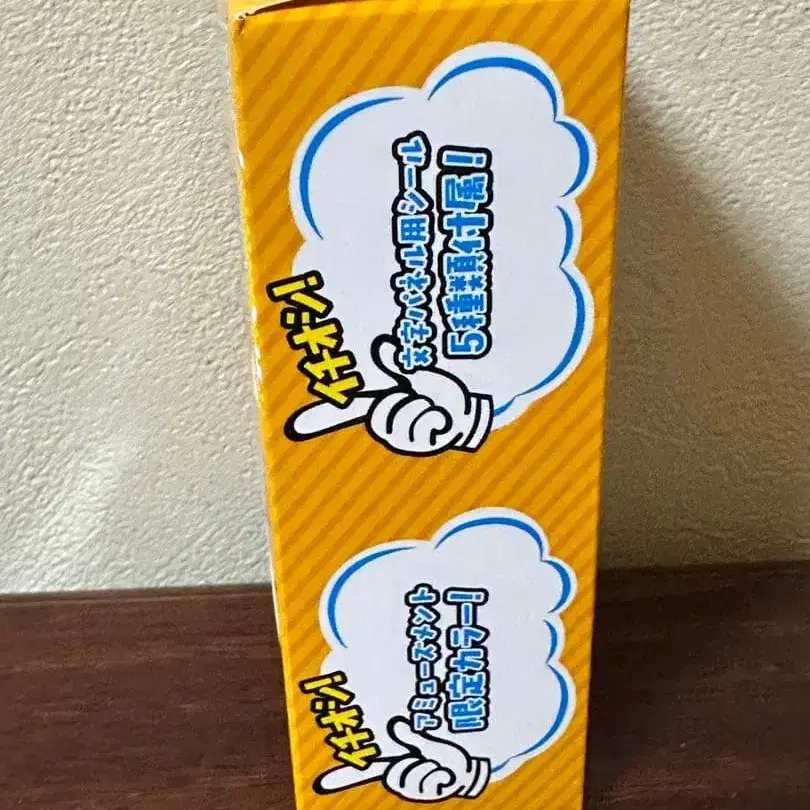 イチオシ!
アミューズメント
限定カラー!
イチオシ!
文字パネル用シール
5種類付属!